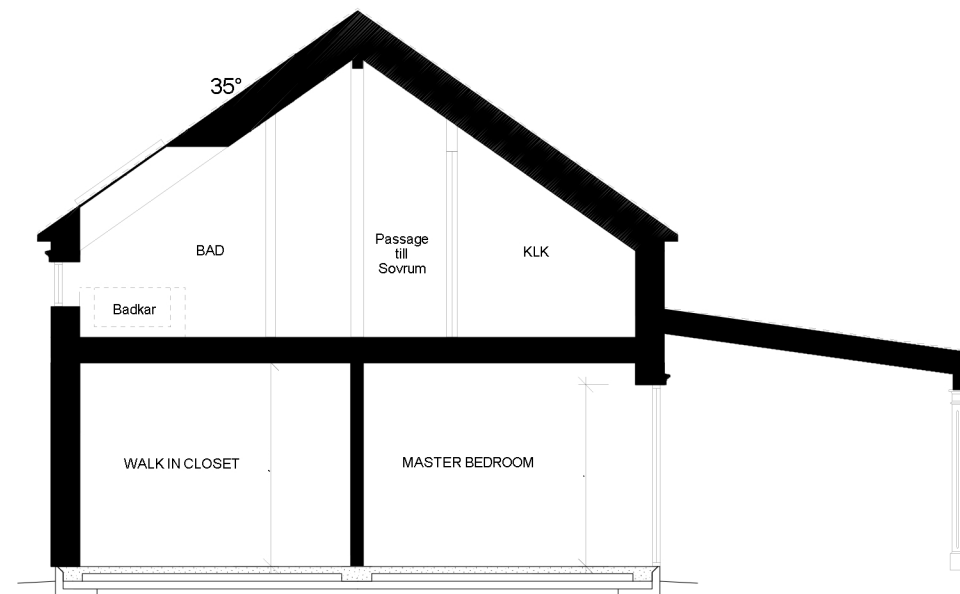 35°
BAD
Passage
till
Sovrum
KLK
Badkar
WALK IN CLOSET
MASTER BEDROOM